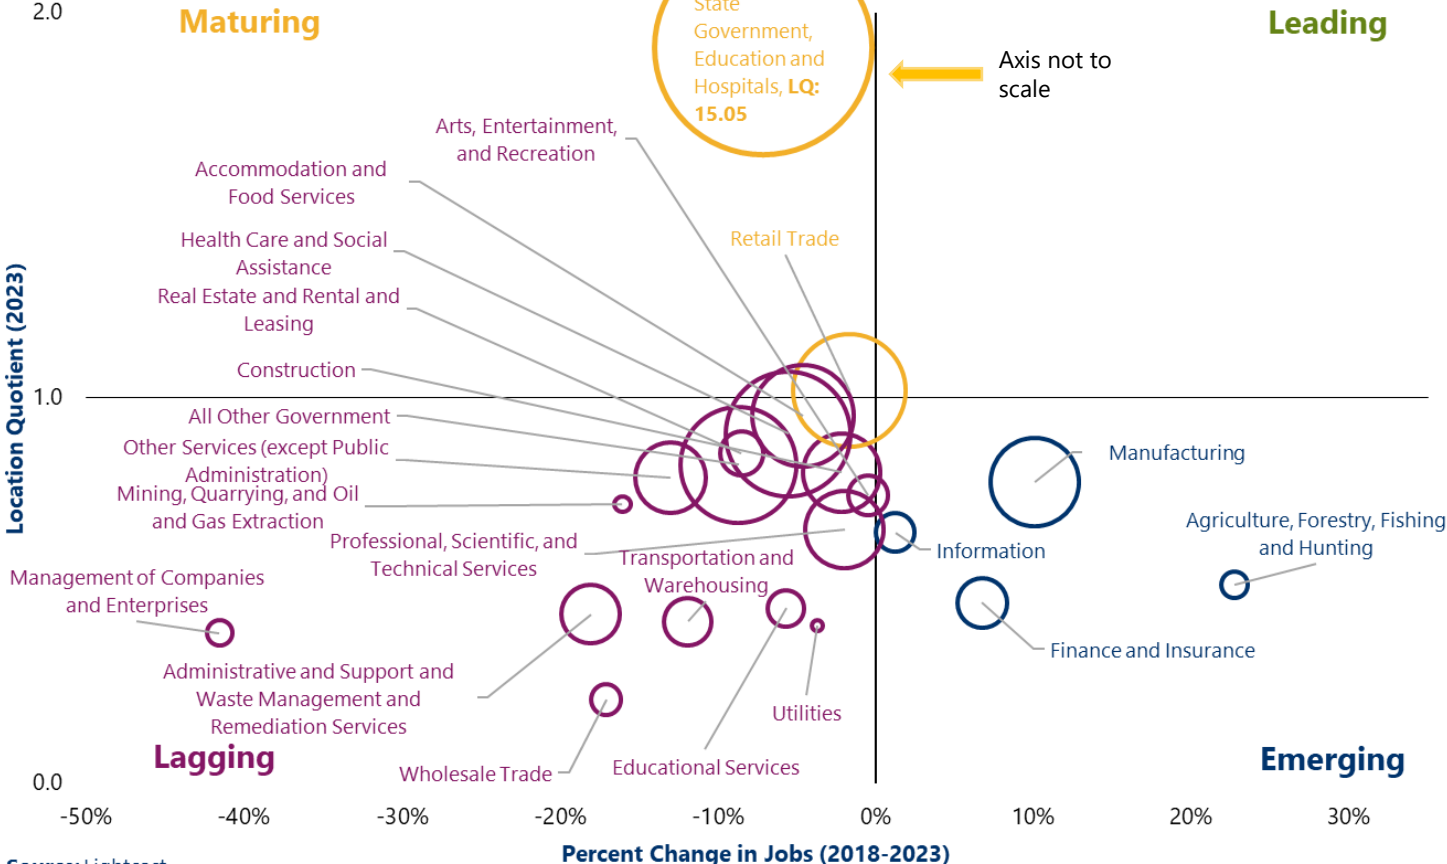 2.0
Maturing
State
Government,
Education and
Hospitals, LQ:
15.05
Leading
Axis not to
scale
Arts, Entertainment,
and Recreation
Accommodation and
Food Services
Retail Trade
Health Care and Social
Assistance
Real Estate and Rental and
Leasing
Construction
1.0
All Other Government
Other Services (except Public
Administration)
Mining, Quarrying, and Oil
and Gas Extraction
Manufacturing
Agriculture, Forestry, Fishing
and Hunting
Professional, Scientific, and
Technical Services
Information
Transportation and
Warehousing
Management of Companies
and Enterprises
Finance and Insurance
Administrative and Support and
Waste Management and
Remediation Services
Utilities
Educational Services
Wholesale Trade
Lagging
Emerging
0.0
Location Quotient (2023)
-50% -40% -30% -20% -10% 0% 10% 20% 30%
Percent Change in Jobs (2018-2023)
Source: Lightcast